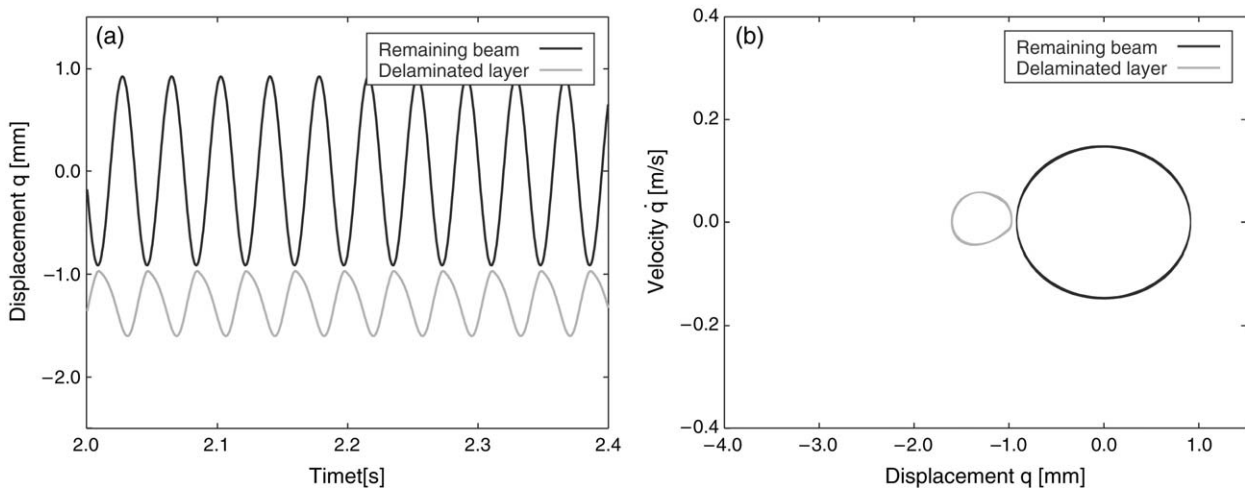 (a)
Remaining beam
Delaminated layer
1.0
0.0
−1.0
−2.0
Displacement q [mm]
2.0 2.1 2.2 2.3 2.4
Timet[s]
(b)
Remaining beam
Delaminated layer
0.4
0.2
0.0
−0.2
−0.4
Velocity q̇ [m/s]
−4.0 −3.0 −2.0 −1.0 0.0 1.0
Displacement q [mm]